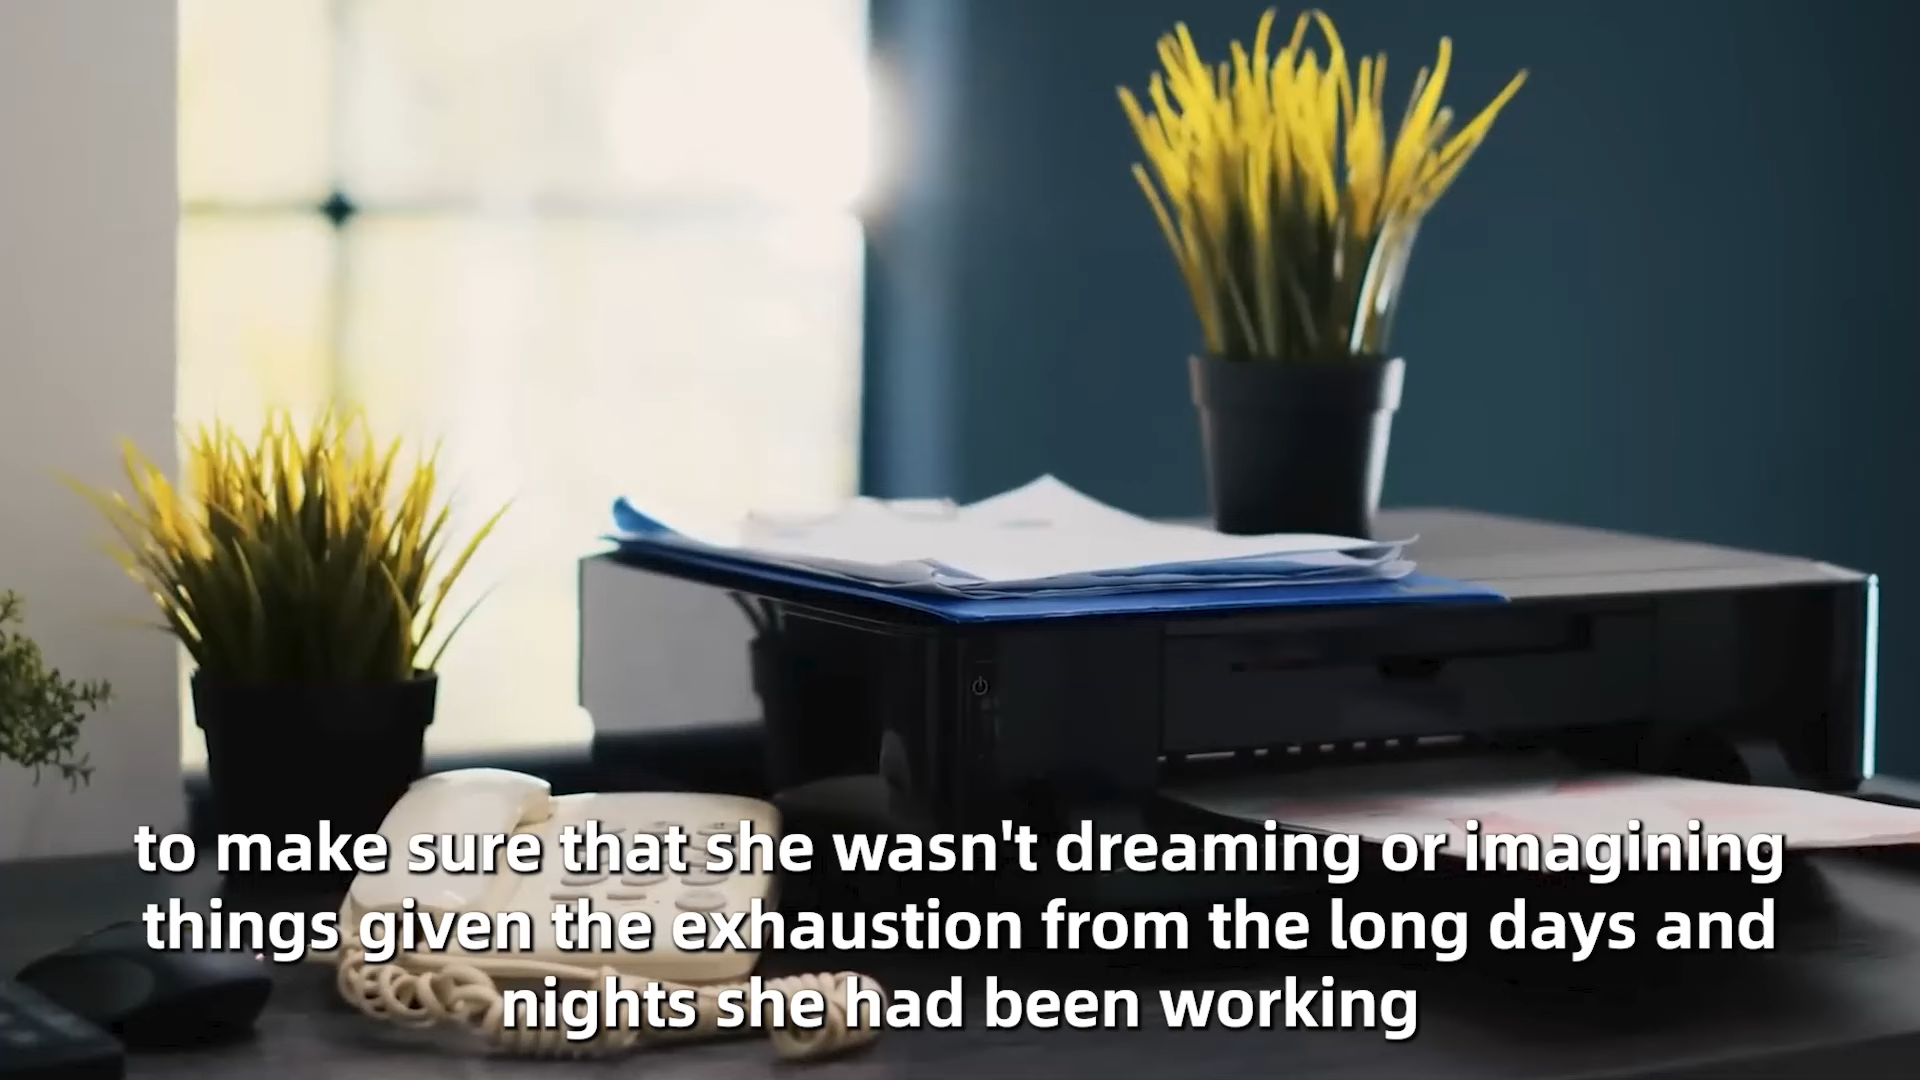 to make sure that she wasn't dreaming or imagining
things given the exhaustion from the long days and
nights she had been working